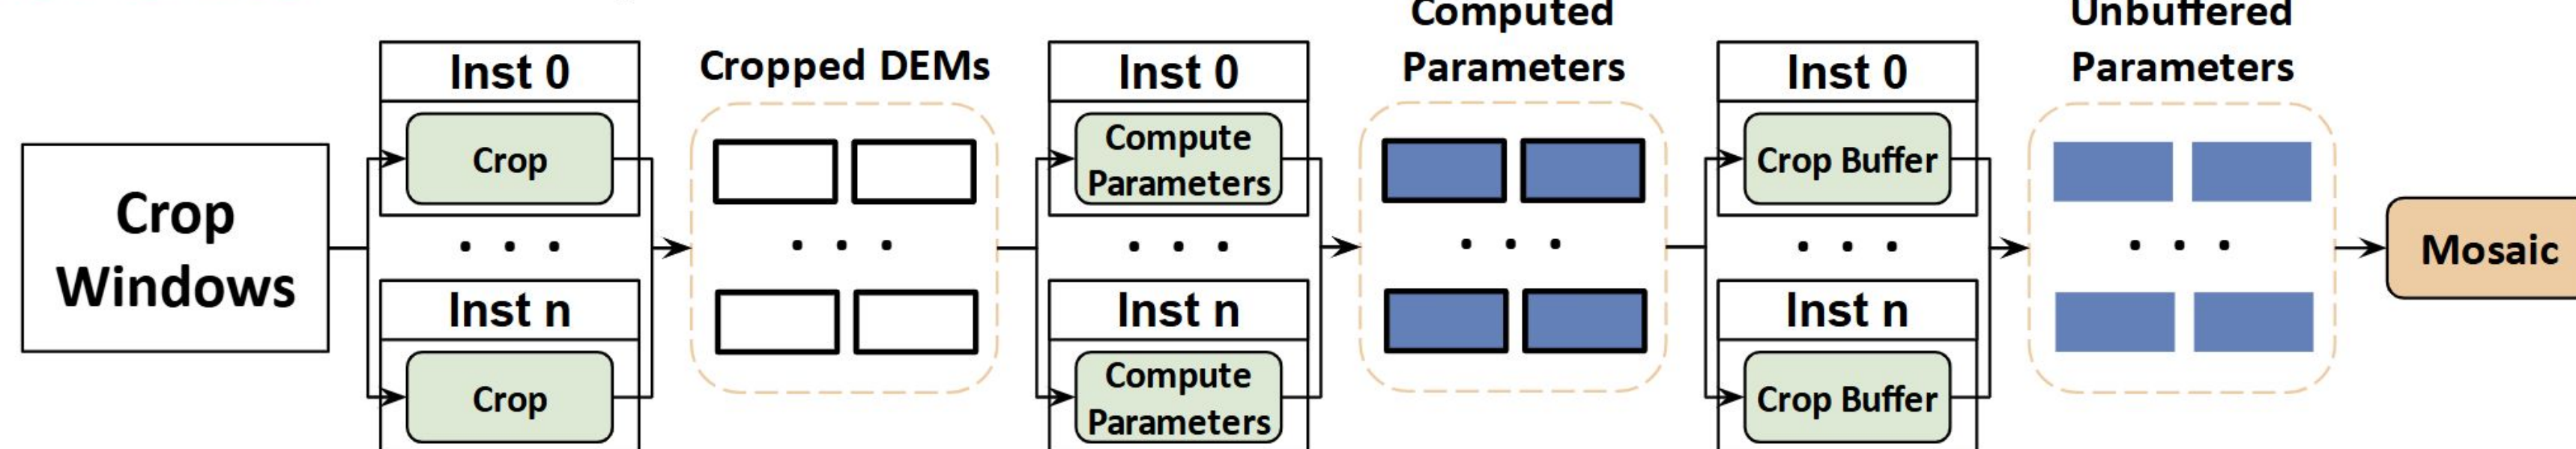 Crop
Windows
Inst 0
Crop
Inst n
Crop
Cropped DEMs
Inst 0
Compute
Parameters
Inst n
Compute
Parameters
Computed
Parameters
Inst 0
Crop Buffer
Inst n
Crop Buffer
Unbuffered
Parameters
Mosaic